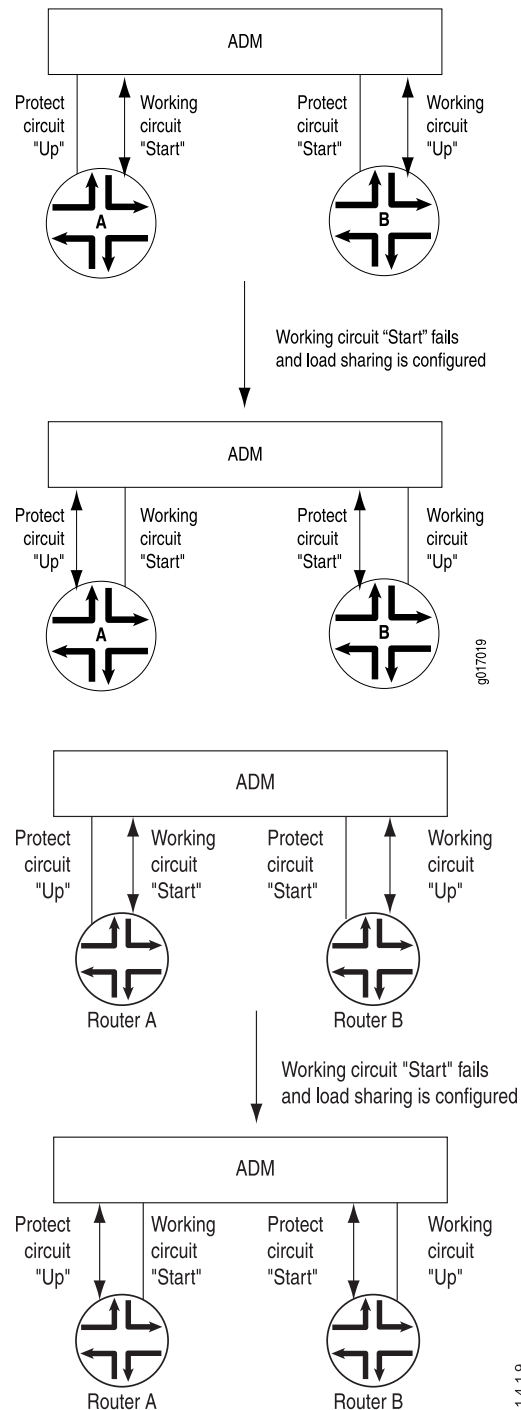 ADM
Protect
circuit
"Up"
Working
circuit
"Start"
Protect
circuit
"Start"
Working
circuit
"Up"
A
B
Working circuit “Start” fails
and load sharing is configured
ADM
Protect
circuit
"Up"
Working
circuit
"Start"
Protect
circuit
"Start"
Working
circuit
"Up"
A
B
g017019
ADM
Protect
circuit
"Up"
Working
circuit
"Start"
Protect
circuit
"Start"
Working
circuit
"Up"
Router A
Router B
Working circuit "Start" fails
and load sharing is configured
ADM
Protect
circuit
"Up"
Working
circuit
"Start"
Protect
circuit
"Start"
Working
circuit
"Up"
Router A
Router B